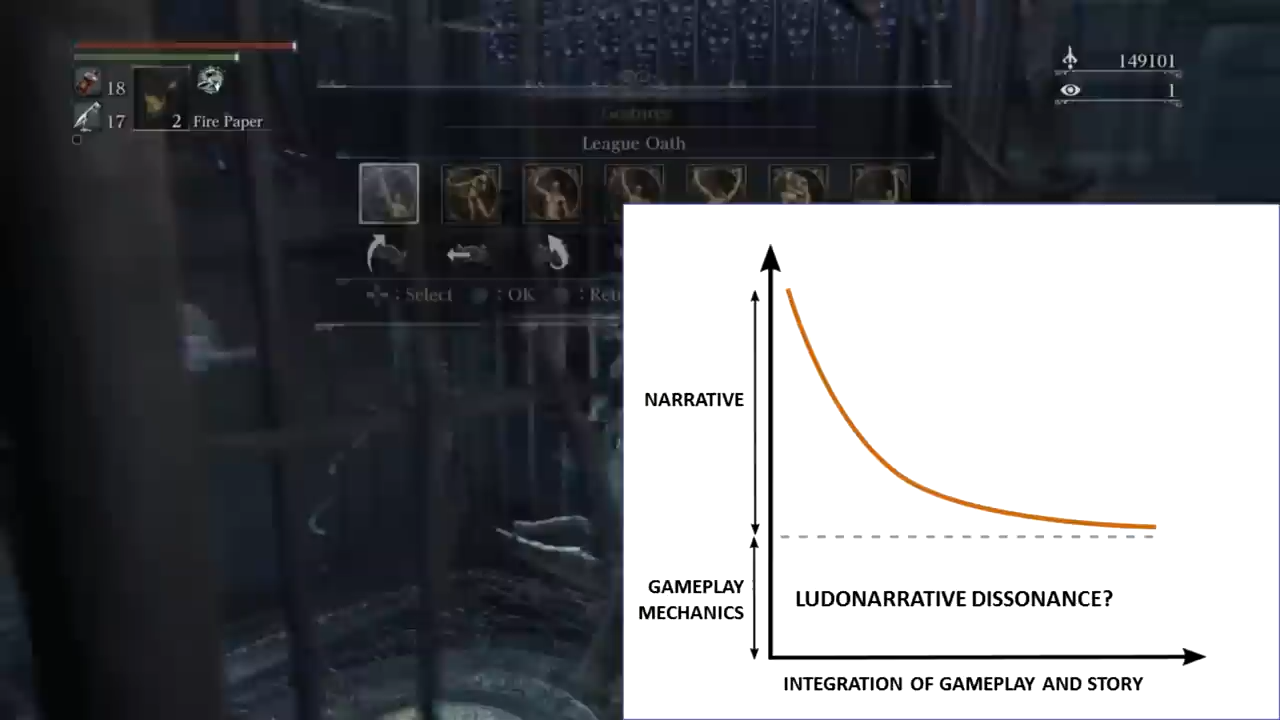 149101
18
1
17
2 Fire Paper
Gestures
League Oath
: Select : OK :
NARRATIVE
GAMEPLAY
MECHANICS
LUDONARRATIVE DISSONANCE?
INTEGRATION OF GAMEPLAY AND STORY